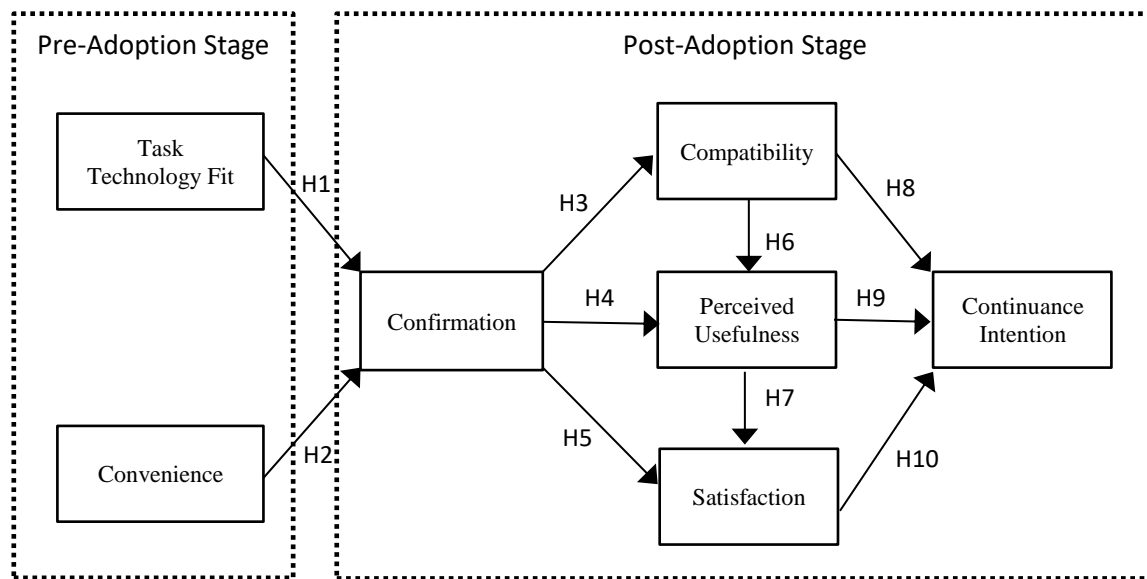 Pre-Adoption Stage
Post-Adoption Stage
Task
Technology Fit
Compatibility
H1
H3
H8
H6
Confirmation
H4
Perceived
Usefulness
H9
Continuance
Intention
H7
H2
H5
H10
Convenience
Satisfaction